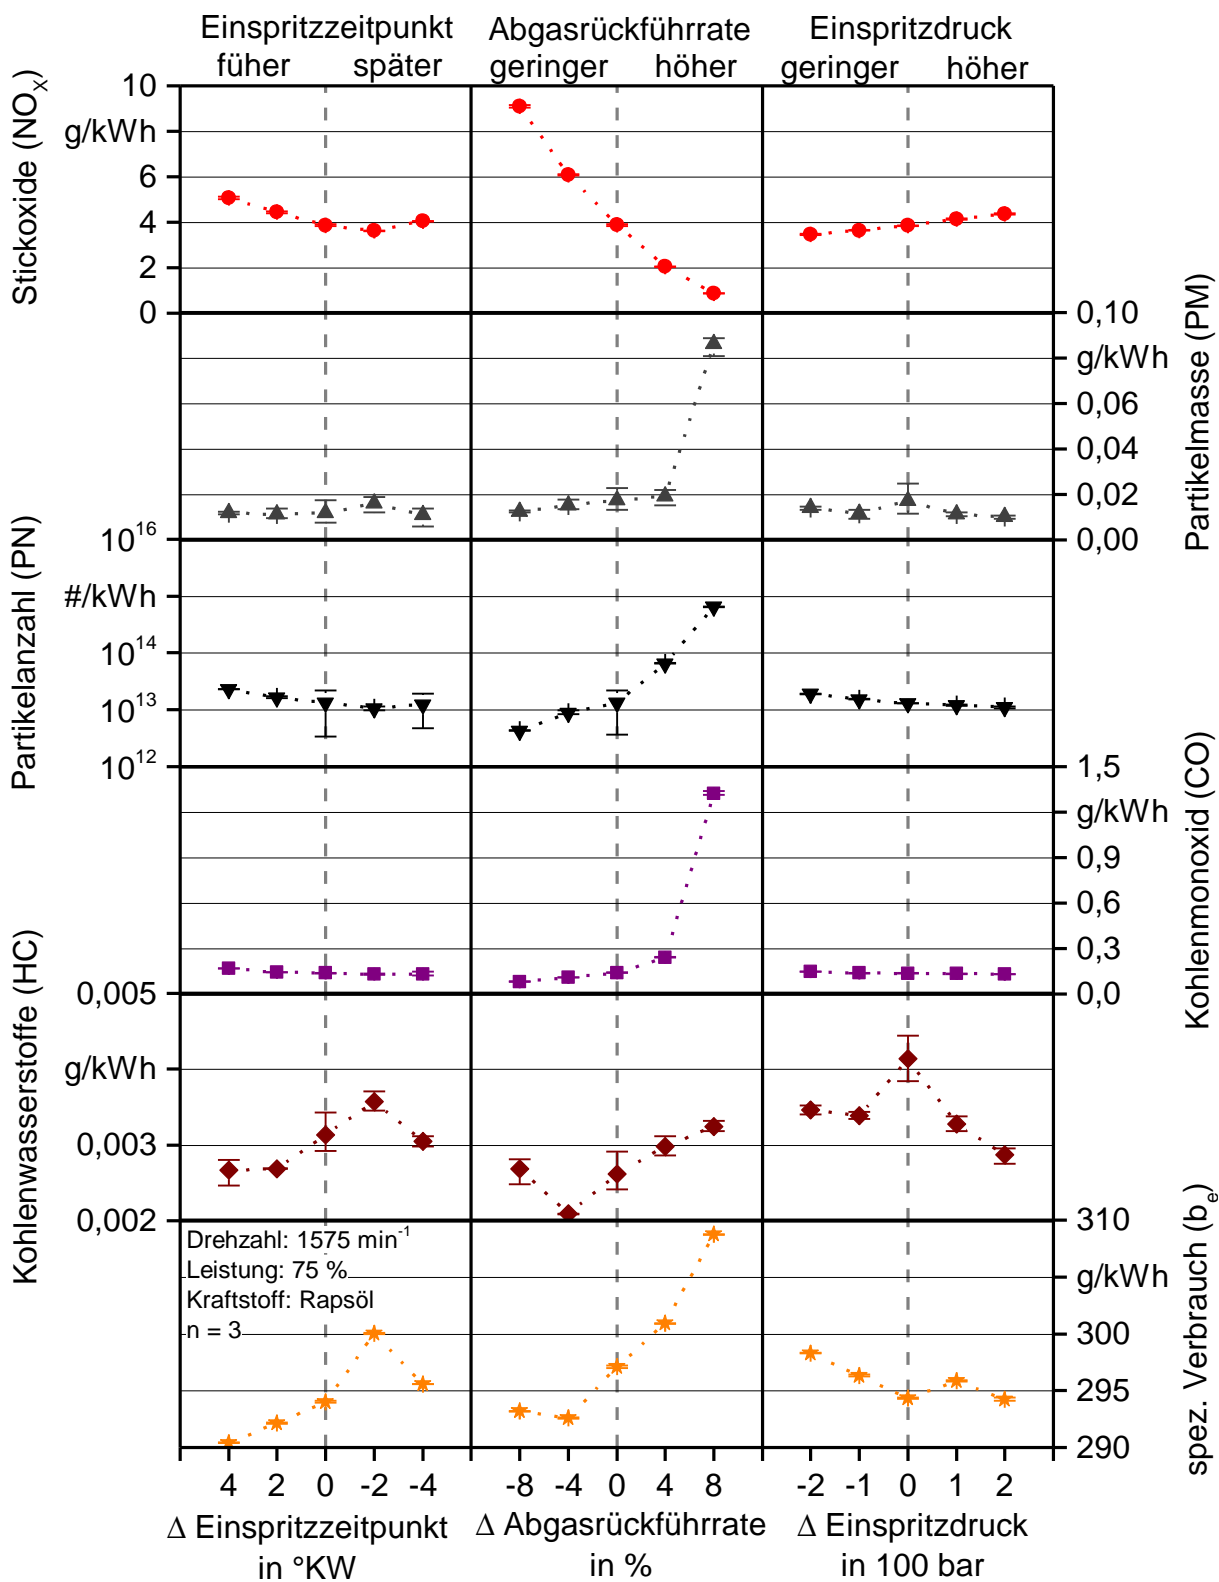 Einspritzzeitpunkt
füher später
Abgasrückführrate
geringer höher
Einspritzdruck
geringer höher
Stickoxide (NOX)
10
g/kWh
6
4
2
0
Partikelmasse (PM)
0,10
g/kWh
0,06
0,04
0,02
0,00
Partikelanzahl (PN)
10^16
#/kWh
10^14
10^13
10^12
Kohlenmonoxid (CO)
1,5
g/kWh
0,9
0,6
0,3
0,0
Kohlenwasserstoffe (HC)
0,005
g/kWh
0,003
0,002
spez. Verbrauch (be)
310
g/kWh
300
295
290
Drehzahl: 1575 min^-1
Leistung: 75 %
Kraftstoff: Rapsöl
n = 3
4 2 0 -2 -4
-8 -4 0 4 8
-2 -1 0 1 2
Δ Einspritzzeitpunkt
in °KW
Δ Abgasrückführrate
in %
Δ Einspritzdruck
in 100 bar